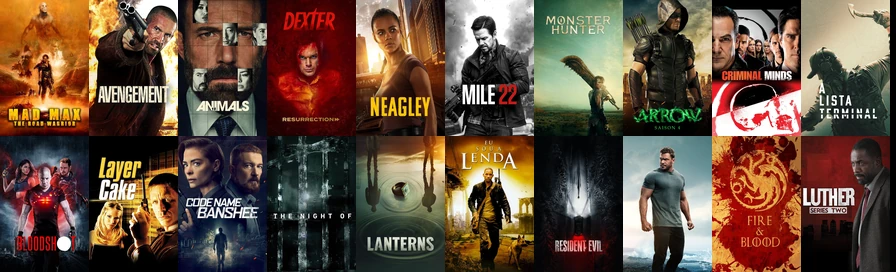 MAD MAX
THE ROAD WARRIOR
AVENGEMENT
ANIMALS
DEXTER
RESURRECTION
NEAGLEY
MILE 22
MONSTER
HUNTER
ARROW
SAISON 4
CRIMINAL MINDS
A
LISTA
TERMINAL
BLOODSHOT
Layer
Cake
CODE NAME
BANSHEE
THE NIGHT OF
LANTERNS
EU
SOU A
LENDA
RESIDENT EVIL
FIRE
&
BLOOD
LUTHER
SERIES TWO